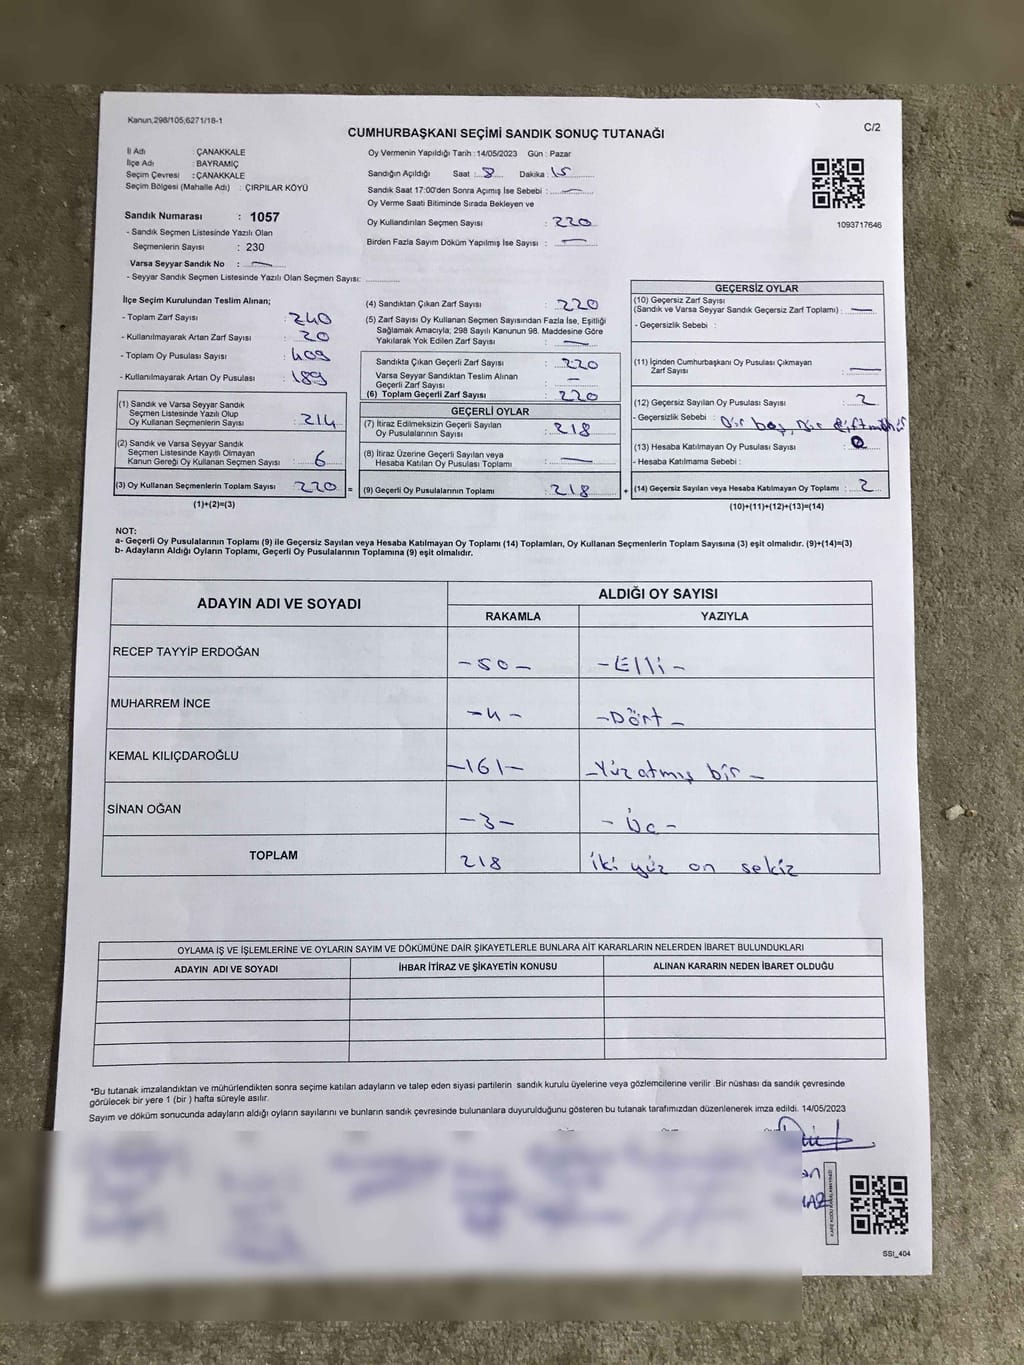 Kanun,298/105;6271/18-1
CUMHURBAŞKANI SEÇİMİ SANDIK SONUÇ TUTANAĞI
C/2
İl Adı : ÇANAKKALE
İlçe Adı : BAYRAMİÇ
Seçim Çevresi : ÇANAKKALE
Seçim Bölgesi (Mahalle Adı) : ÇIRPILAR KÖYÜ
Sandık Numarası : 1057
- Sandık Seçmen Listesinde Yazılı Olan
Seçmenlerin Sayısı : 230
Varsa Seyyar Sandık No : —
- Seyyar Sandık Seçmen Listesinde Yazılı Olan Seçmen Sayısı:
Oy Vermenin Yapıldığı Tarih : 14/05/2023 Gün : Pazar
Sandığın Açıldığı Saat : 8 Dakika : 15
Sandık Saat 17:00'den Sonra Açımış İse Sebebi : —
Oy Verme Saati Bitiminde Sırada Bekleyen ve
Oy Kullandırılan Seçmen Sayısı : 220
Birden Fazla Sayım Döküm Yapılmış İse Sayısı : —
1093717646
İlçe Seçim Kurulundan Teslim Alınan;
- Toplam Zarf Sayısı : 240
- Kullanılmayarak Artan Zarf Sayısı : 20
- Toplam Oy Pusulası Sayısı : 409
- Kullanılmayarak Artan Oy Pusulası : 189
(1) Sandık ve Varsa Seyyar Sandık
Seçmen Listesinde Yazılı Olup
Oy Kullanan Seçmenlerin Sayısı : 214
(2) Sandık ve Varsa Seyyar Sandık
Seçmen Listesinde Kayıtlı Olmayan
Kanun Gereği Oy Kullanan Seçmen Sayısı : 6
(3) Oy Kullanan Seçmenlerin Toplam Sayısı : 220 =
(1)+(2)=(3)
(4) Sandıktan Çıkan Zarf Sayısı : 220
(5) Zarf Sayısı Oy Kullanan Seçmen Sayısından Fazla İse, Eşitliği
Sağlamak Amacıyla; 298 Sayılı Kanunun 98. Maddesine Göre
Yakılarak Yok Edilen Zarf Sayısı : —
Sandıkta Çıkan Geçerli Zarf Sayısı : 220
Varsa Seyyar Sandıktan Teslim Alınan
Geçerli Zarf Sayısı : —
(6) Toplam Geçerli Zarf Sayısı : 220
GEÇERLİ OYLAR
(7) İtiraz Edilmeksizin Geçerli Sayılan
Oy Pusulalarının Sayısı : 218
(8) İtiraz Üzerine Geçerli Sayılan veya
Hesaba Katılan Oy Pusulası Toplamı : —
(9) Geçerli Oy Pusulalarının Toplamı : 218 +
GEÇERSİZ OYLAR
(10) Geçersiz Zarf Sayısı
(Sandık ve Varsa Seyyar Sandık Geçersiz Zarf Toplamı) : —
- Geçersizlik Sebebi :
(11) İçinden Cumhurbaşkanı Oy Pusulası Çıkmayan
Zarf Sayısı : —
(12) Geçersiz Sayılan Oy Pusulası Sayısı : 2
- Geçersizlik Sebebi : bir boş, bir çift mühür
(13) Hesaba Katılmayan Oy Pusulası Sayısı : 0
- Hesaba Katılmama Sebebi :
(14) Geçersiz Sayılan veya Hesaba Katılmayan Oy Toplamı : 2
(10)+(11)+(12)+(13)=(14)
NOT:
a- Geçerli Oy Pusulalarının Toplamı (9) ile Geçersiz Sayılan veya Hesaba Katılmayan Oy Toplamı (14) Toplamları, Oy Kullanan Seçmenlerin Toplam Sayısına (3) eşit olmalıdır. (9)+(14)=(3)
b- Adayların Aldığı Oyların Toplamı, Geçerli Oy Pusulalarının Toplamına (9) eşit olmalıdır.
ADAYIN ADI VE SOYADI
ALDIĞI OY SAYISI
RAKAMLA YAZIYLA
RECEP TAYYİP ERDOĞAN -50- -Elli-
MUHARREM İNCE -4- -Dört-
KEMAL KILIÇDAROĞLU -161- -Yüz atmış bir-
SİNAN OĞAN -3- -Üç-
TOPLAM 218 iki yüz on sekiz
OYLAMA İŞ VE İŞLEMLERİNE VE OYLARIN SAYIM VE DÖKÜMÜNE DAİR ŞİKAYETLERLE BUNLARA AİT KARARLARIN NELERDEN İBARET BULUNDUKLARI
ADAYIN ADI VE SOYADI İHBAR İTİRAZ VE ŞİKAYETİN KONUSU ALINAN KARARIN NEDEN İBARET OLDUĞU
*Bu tutanak imzalandıktan ve mühürlendikten sonra seçime katılan adayların ve talep eden siyasi partilerin sandık kurulu üyelerine veya gözlemcilerine verilir .Bir nüshası da sandık çevresinde
görülecek bir yere 1 (bir ) hafta süreyle asılır.
Sayım ve döküm sonucunda adayların aldığı oyların sayılarını ve bunların sandık çevresinde bulunanlara duyurulduğunu gösteren bu tutanak tarafımızdan düzenlenerek imza edildi. 14/05/2023
SSI_404